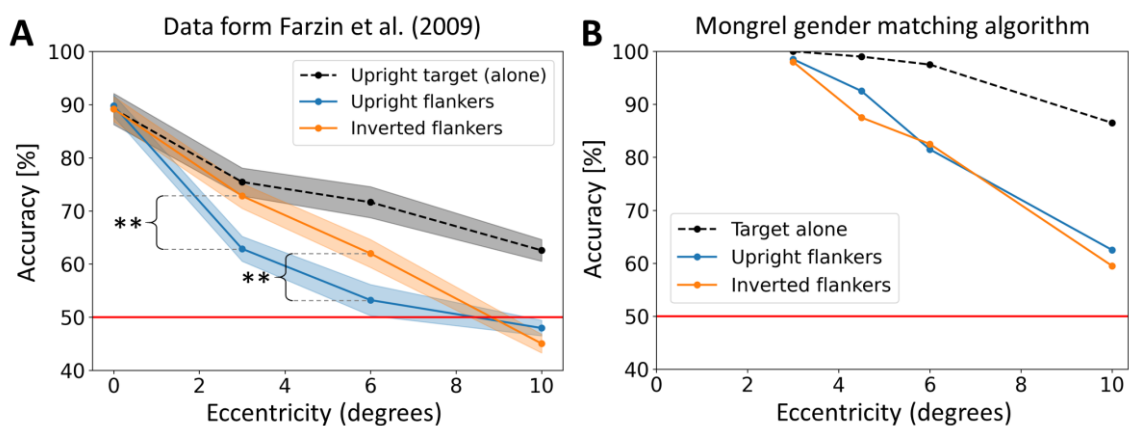 A
Data form Farzin et al. (2009)
100
90
80
70
60
50
40
Accuracy [%]
Upright target (alone)
Upright flankers
Inverted flankers
**
**
0
2
4
6
8
10
Eccentricity (degrees)
B
Mongrel gender matching algorithm
100
90
80
70
60
50
40
Accuracy [%]
Target alone
Upright flankers
Inverted flankers
0
2
4
6
8
10
Eccentricity (degrees)